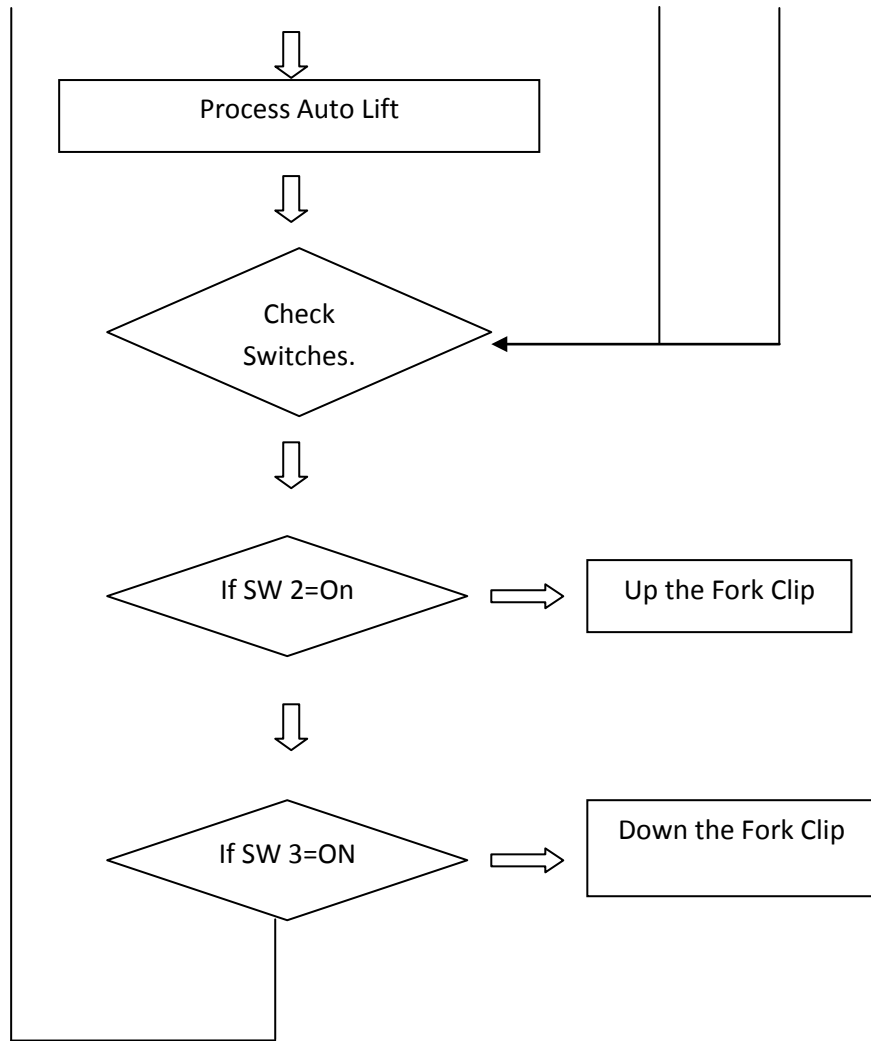 Process Auto Lift
Check
Switches.
If SW 2=On
Up the Fork Clip
If SW 3=ON
Down the Fork Clip